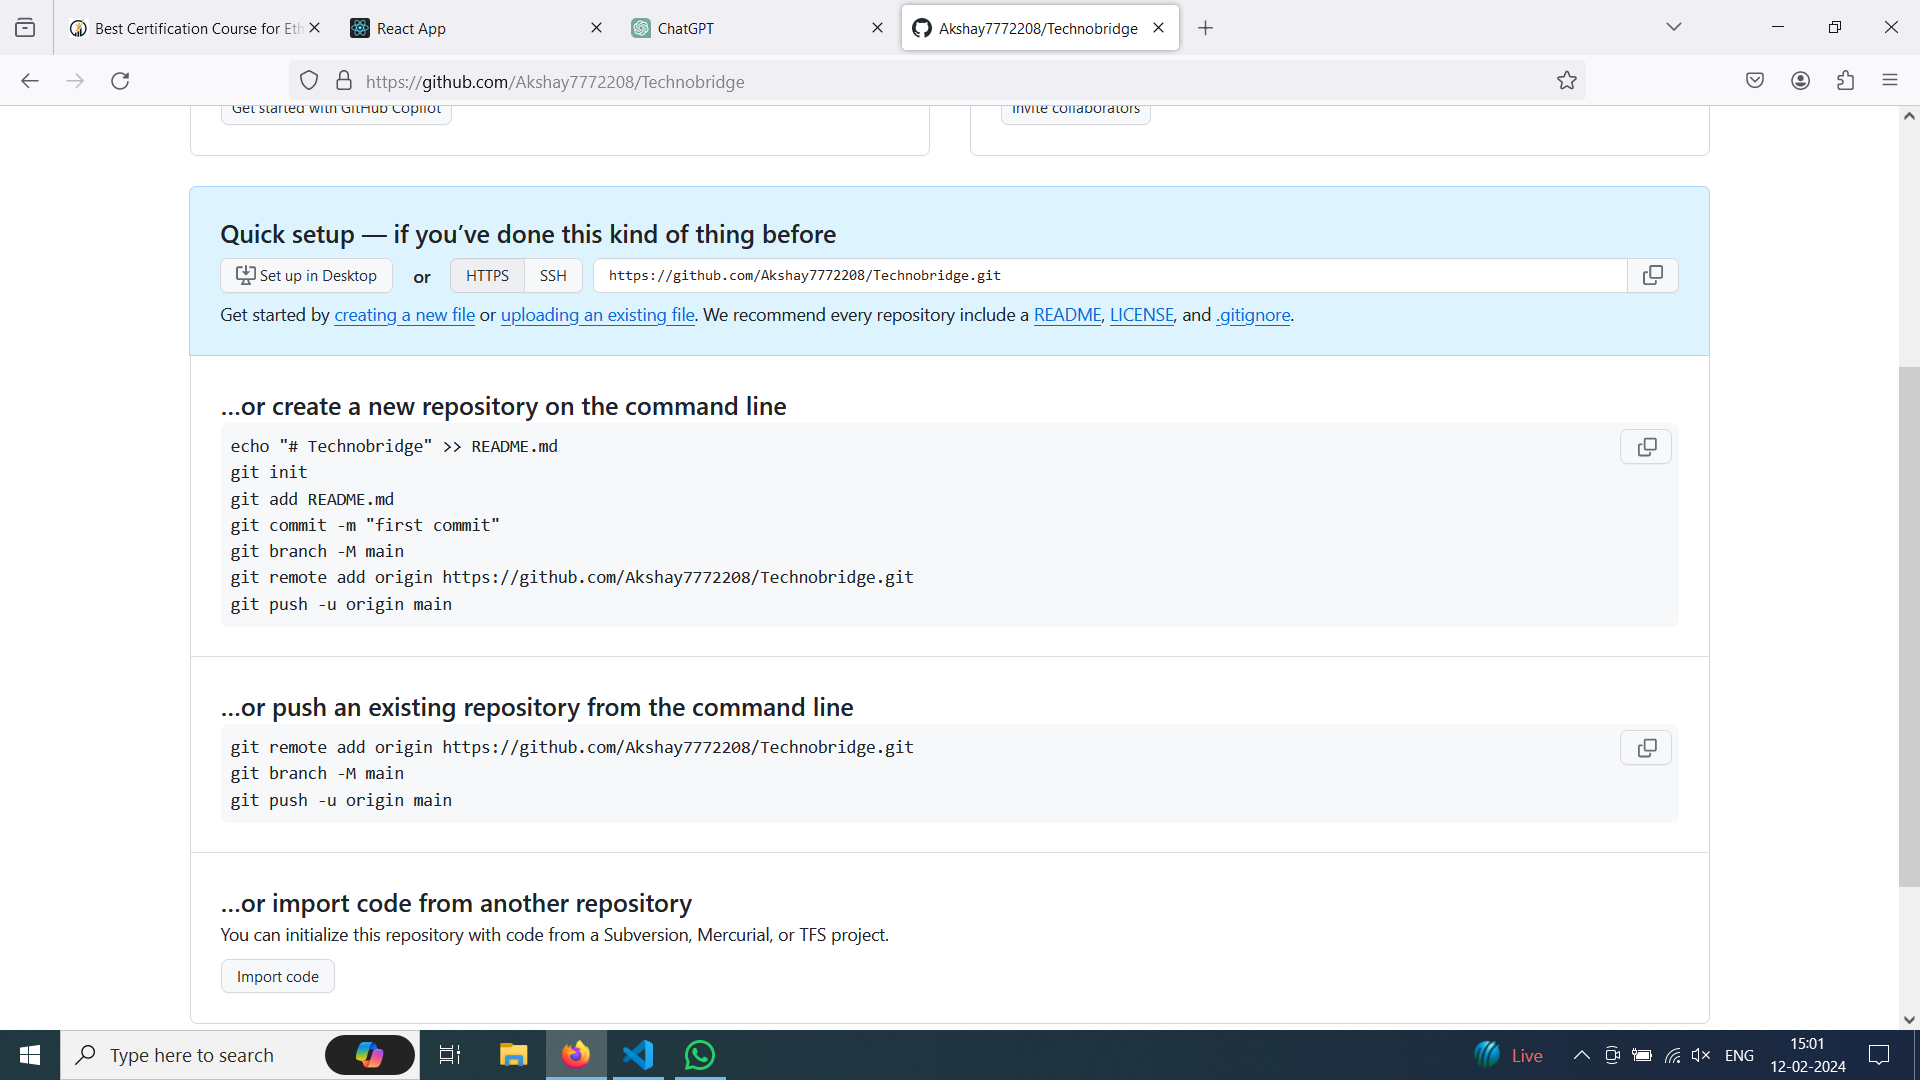 Best Certification Course for Eth
React App
ChatGPT
Akshay7772208/Technobridge
https://github.com/Akshay7772208/Technobridge
Get started with GitHub Copilot
Invite collaborators
Quick setup — if you've done this kind of thing before
Set up in Desktop or HTTPS SSH https://github.com/Akshay7772208/Technobridge.git
Get started by creating a new file or uploading an existing file. We recommend every repository include a README, LICENSE, and .gitignore.
...or create a new repository on the command line
echo "# Technobridge" >> README.md
git init
git add README.md
git commit -m "first commit"
git branch -M main
git remote add origin https://github.com/Akshay7772208/Technobridge.git
git push -u origin main
...or push an existing repository from the command line
git remote add origin https://github.com/Akshay7772208/Technobridge.git
git branch -M main
git push -u origin main
...or import code from another repository
You can initialize this repository with code from a Subversion, Mercurial, or TFS project.
Import code
Type here to search
Live
ENG
15:01
12-02-2024